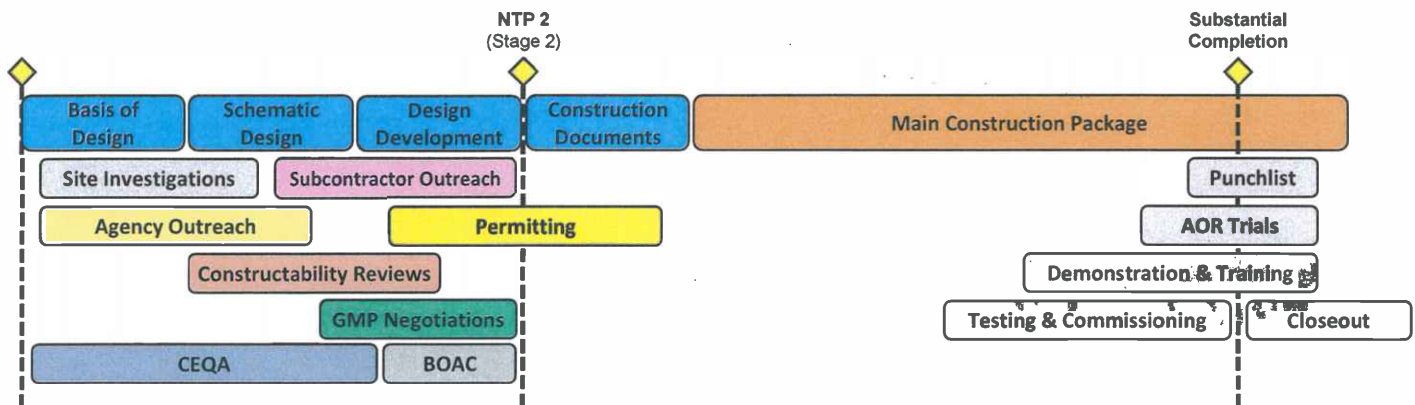 NTP 2
(Stage 2)
Substantial
Completion
Basis of
Design
Schematic
Design
Design
Development
Construction
Documents
Main Construction Package
Site Investigations
Subcontractor Outreach
Punchlist
Agency Outreach
Permitting
AOR Trials
Constructability Reviews
Demonstration & Training
GMP Negotiations
Testing & Commissioning
Closeout
CEQA
BOAC